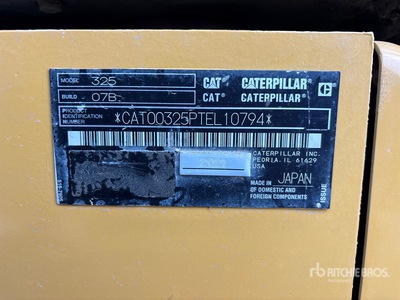 MODEL 325 CAT CATERPILLAR
BUILD 07B CAT CATERPILLAR
PRODUCT IDENTIFICATION NUMBER *CAT00325PTEL10794*
CATERPILLAR INC.
PEORIA, IL 61629
USA
MADE IN JAPAN
OF DOMESTIC AND
FOREIGN COMPONENTS
ISSUE
rb RITCHIE BROS.